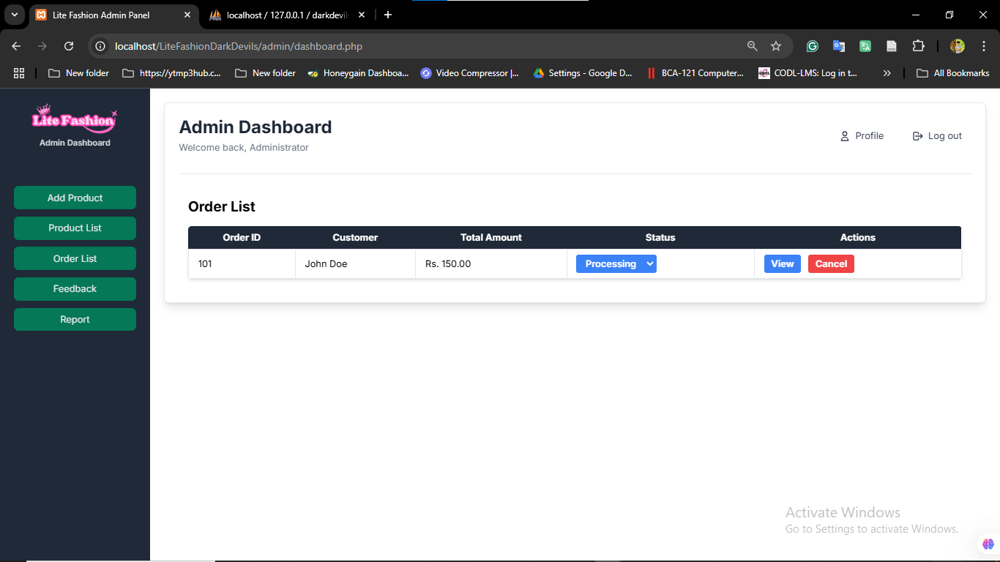 Lite Fashion Admin Panel
localhost / 127.0.0.1 / darkdevil
localhost/LiteFashionDarkDevils/admin/dashboard.php
New folder
https://ytmp3hub.c...
New folder
Honeygain Dashboa...
Video Compressor |...
Settings - Google D...
BCA-121 Computer...
CODL-LMS: Log in t...
All Bookmarks
Lite Fashion
Admin Dashboard
Add Product
Product List
Order List
Feedback
Report
Admin Dashboard
Welcome back, Administrator
Profile
Log out
Order List
Order ID Customer Total Amount Status Actions
101 John Doe Rs. 150.00 Processing View Cancel
Activate Windows
Go to Settings to activate Windows.